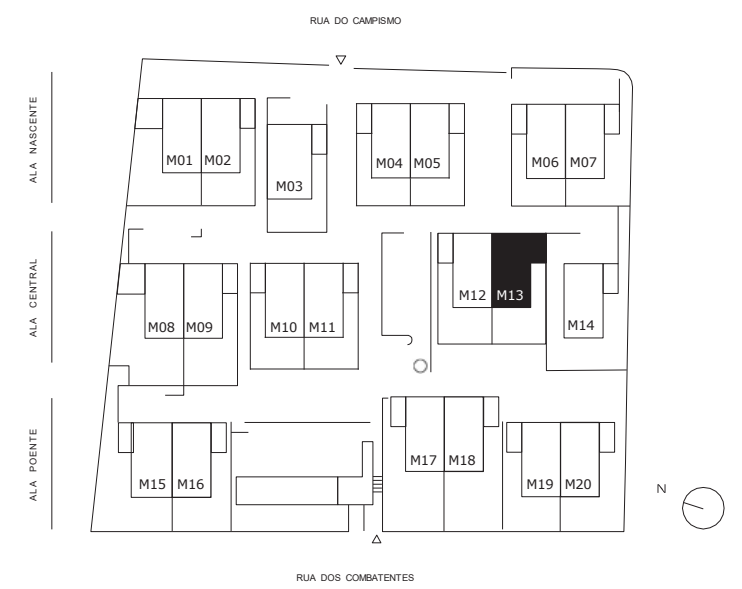 RUA DO CAMPISMO
ALA NASCENTE
M01 M02
M03
M04 M05
M06 M07
ALA CENTRAL
M08 M09
M10 M11
M12 M13
M14
ALA POENTE
M15 M16
M17 M18
M19 M20
N
RUA DOS COMBATENTES